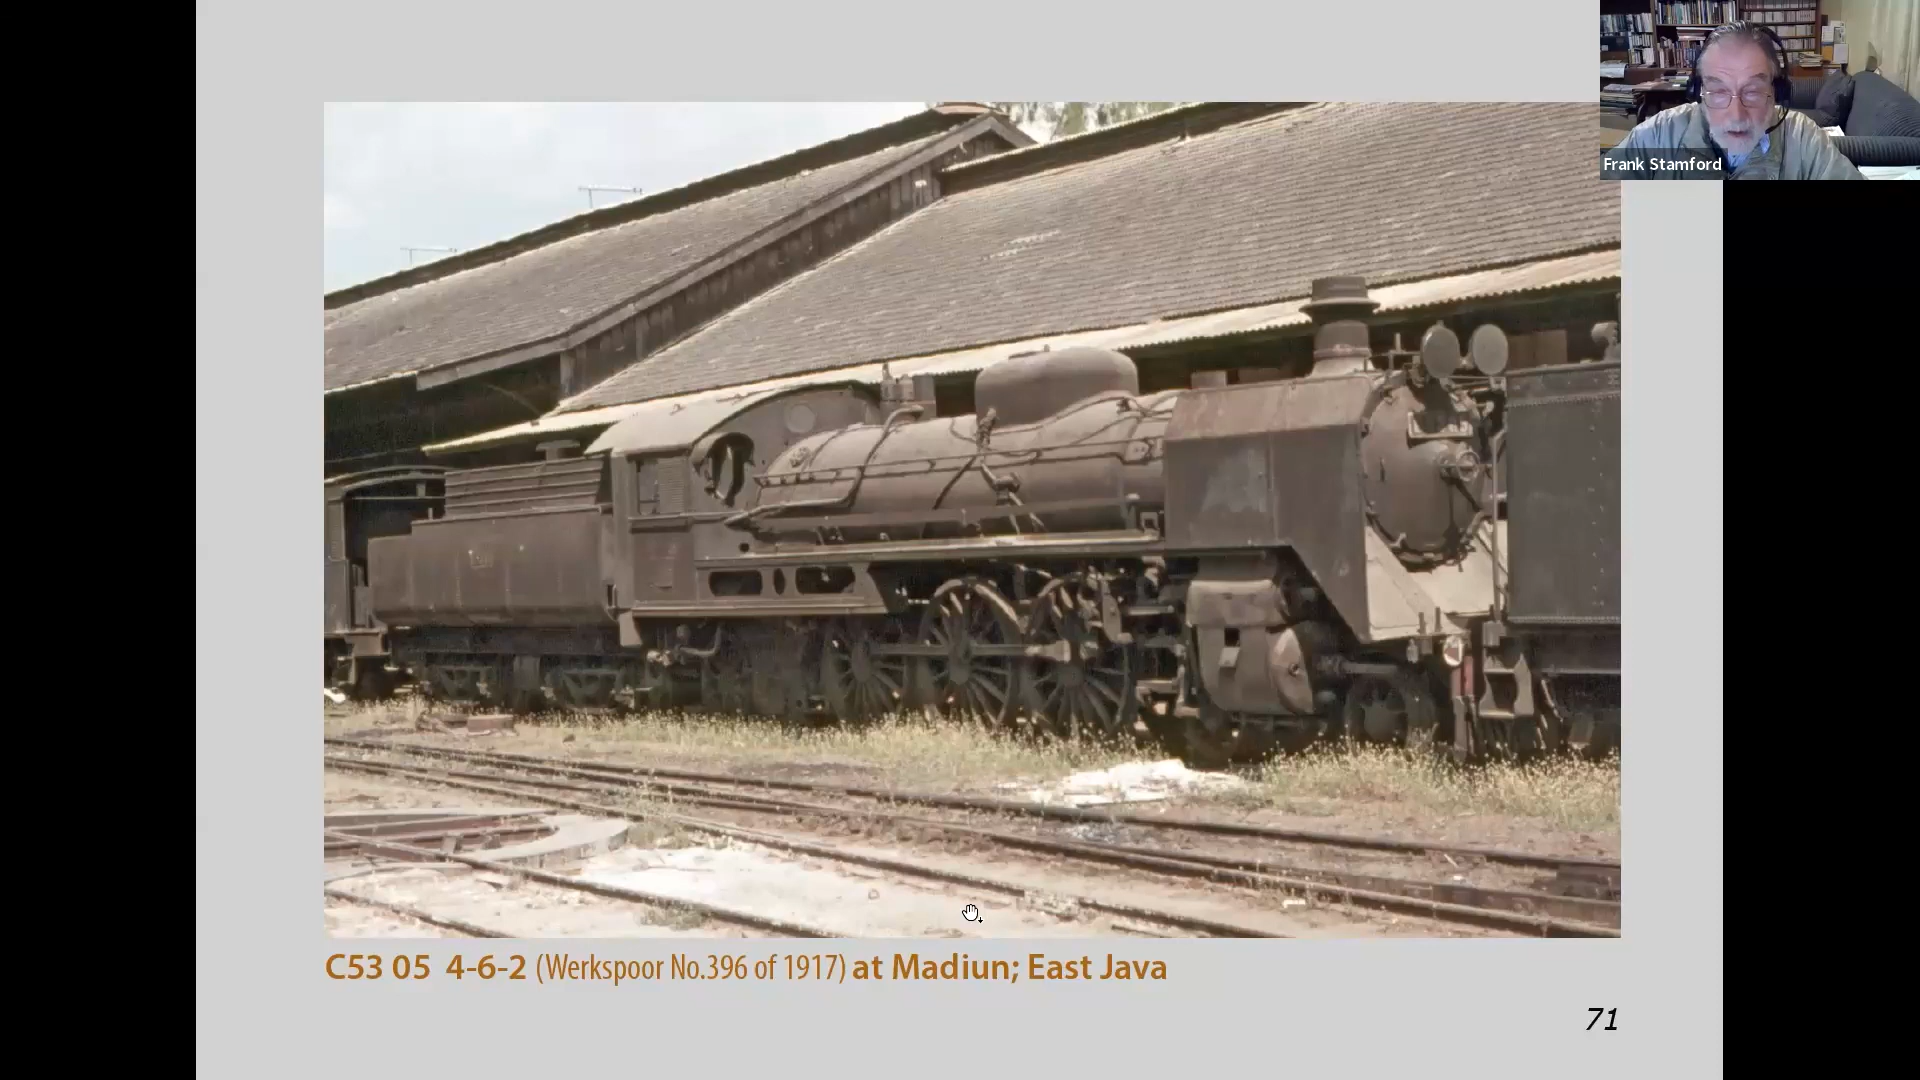 Frank Stamford
C53 05 4-6-2 (Werkspoor No.396 of 1917) at Madiun; East Java
71